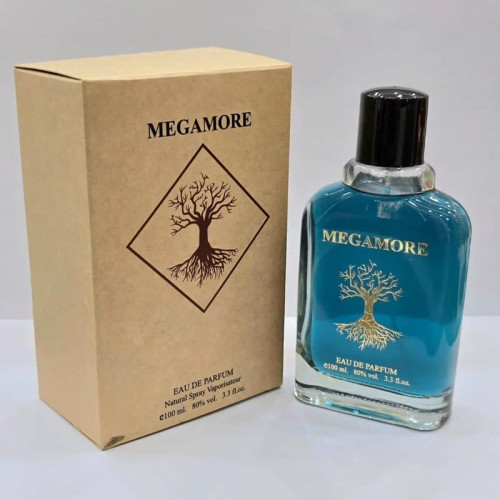 MEGAMORE
EAU DE PARFUM
Natural Spray Vaporisateur
℮100 ml. 80% vol. 3.3 fl.oz.
MEGAMORE
EAU DE PARFUM
℮100 ml. 80% vol. 3.3 fl.oz.